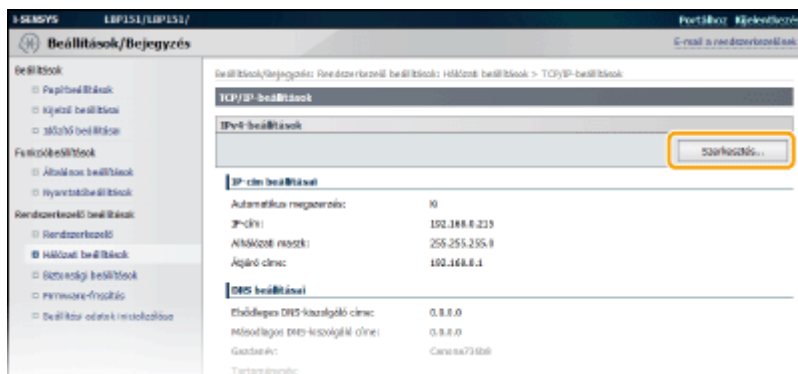 i-SENSYS LBP151/LBP151/ Portálhoz Kijelentkezés
Beállítások/Bejegyzés
E-mail a rendszerkezelőnek
Beállítások
Papírbeállítások
Kijelző beállításai
Időzítő beállításai
Funkcióbeállítások
Általános beállítások
Nyomtatóbeállítások
Rendszerkezelő beállítások
Rendszerkezelő
Hálózati beállítások
Biztonsági beállítások
Firmware-frissítés
Beállítási adatok inicializálása
Beállítás/Bejegyzés: Rendszerkezelő beállítások: Hálózati beállítások > TCP/IP-beállítások
TCP/IP-beállítások
IPv4-beállítások
Szerkesztés...
IP-cím beállításai
Automatikus megszerzés: Ki
IP-cím: 192.168.0.215
Alhálózati maszk: 255.255.255.0
Átjáró címe: 192.168.0.1
DNS beállításai
Elsődleges DNS-kiszolgáló címe: 0.0.0.0
Másodlagos DNS-kiszolgáló címe: 0.0.0.0
Gazdanév: Canona736b8
Tartománynév: